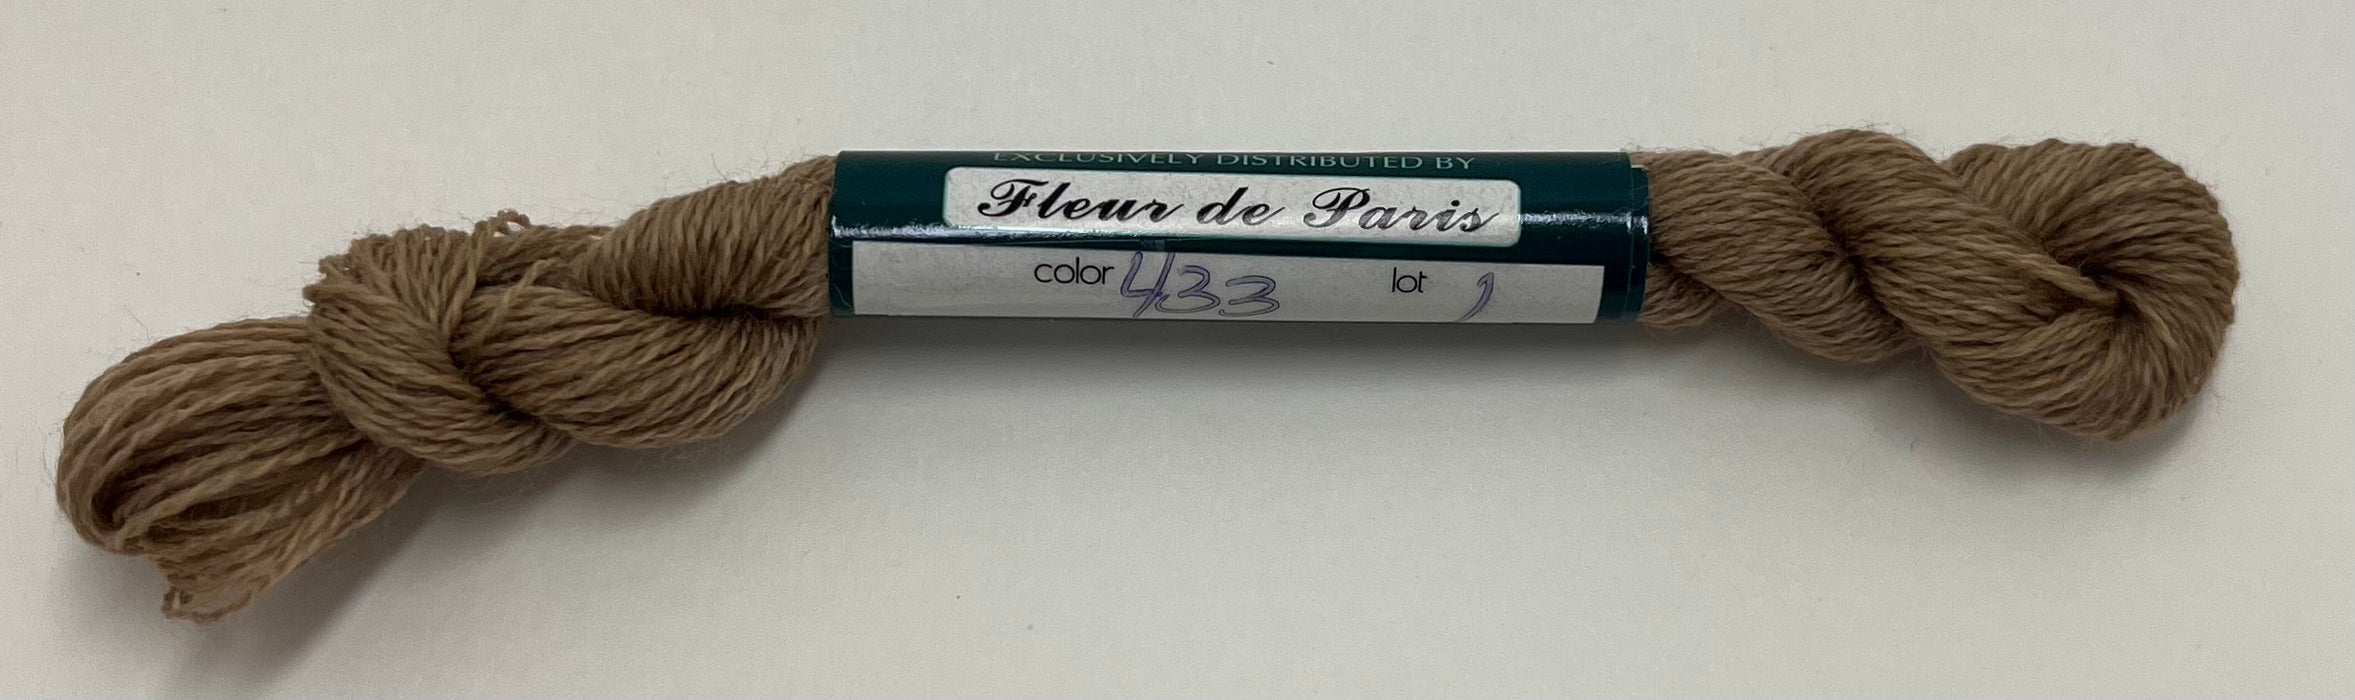 EXCLUSIVELY DISTRIBUTED BY
Fleur de Paris
color 433 lot 1